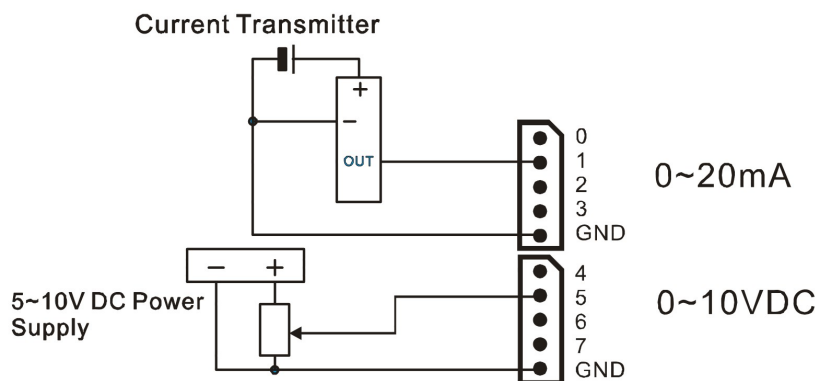 Current Transmitter
+
−
OUT
0
1
2
3
GND
0~20mA
− +
5~10V DC Power
Supply
4
5
6
7
GND
0~10VDC